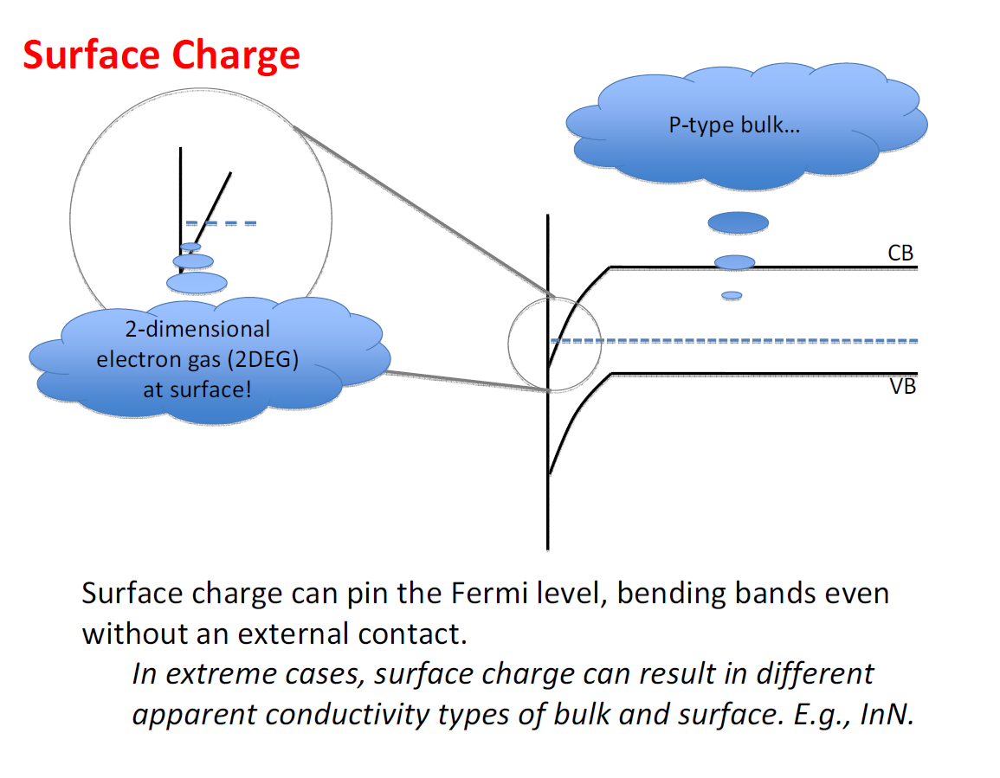 Surface Charge
P-type bulk...
CB
2-dimensional
electron gas (2DEG)
at surface!
VB
Surface charge can pin the Fermi level, bending bands even
without an external contact.
In extreme cases, surface charge can result in different
apparent conductivity types of bulk and surface. E.g., InN.